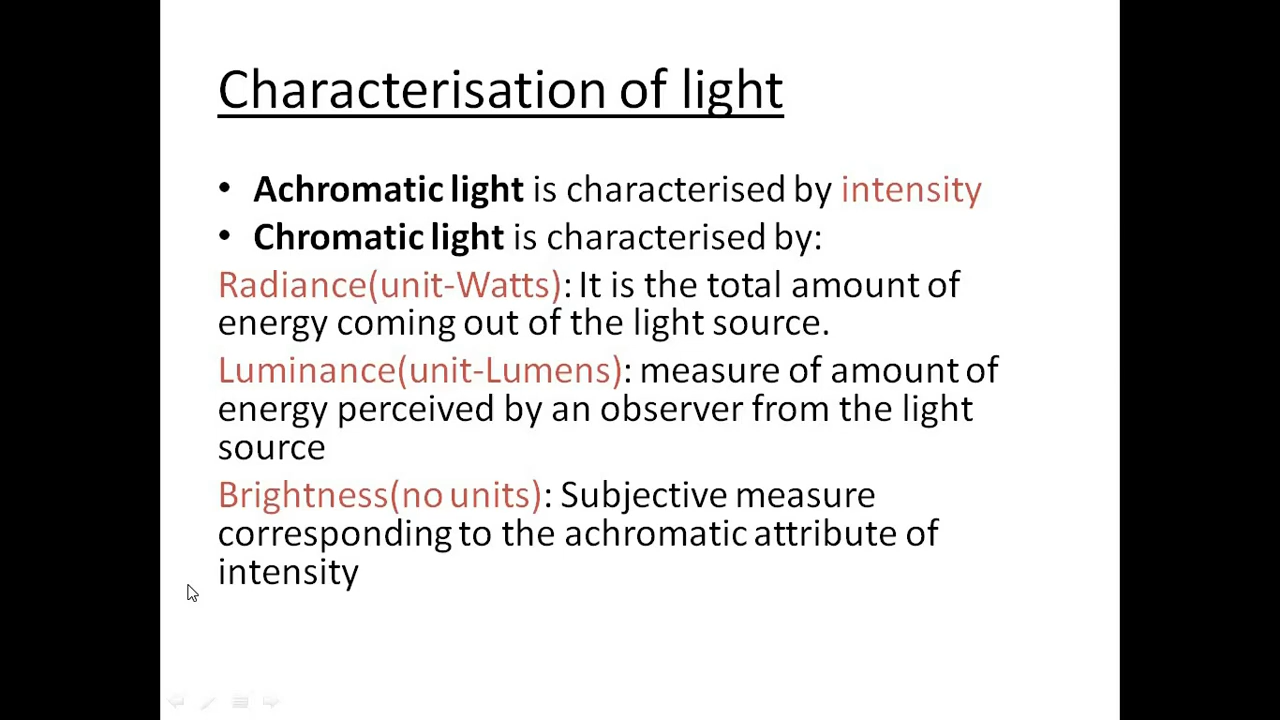 Characterisation of light
• Achromatic light is characterised by intensity
• Chromatic light is characterised by:
Radiance(unit-Watts): It is the total amount of
energy coming out of the light source.
Luminance(unit-Lumens): measure of amount of
energy perceived by an observer from the light
source
Brightness(no units): Subjective measure
corresponding to the achromatic attribute of
intensity